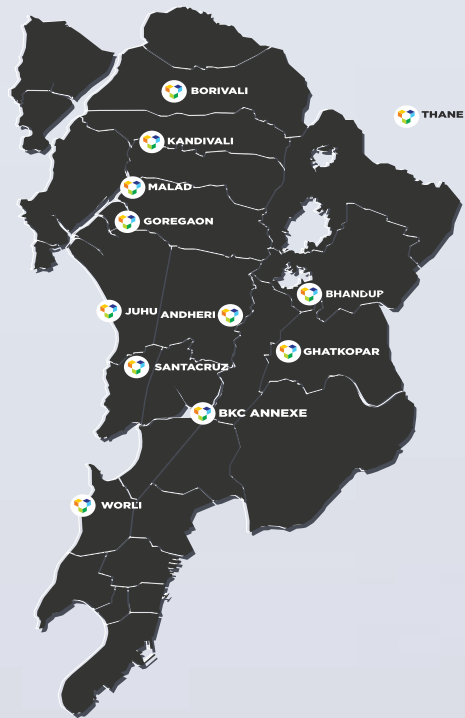 BORIVALI
THANE
KANDIVALI
MALAD
GOREGAON
BHANDUP
JUHU
ANDHERI
GHATKOPAR
SANTACRUZ
BKC ANNEXE
WORLI